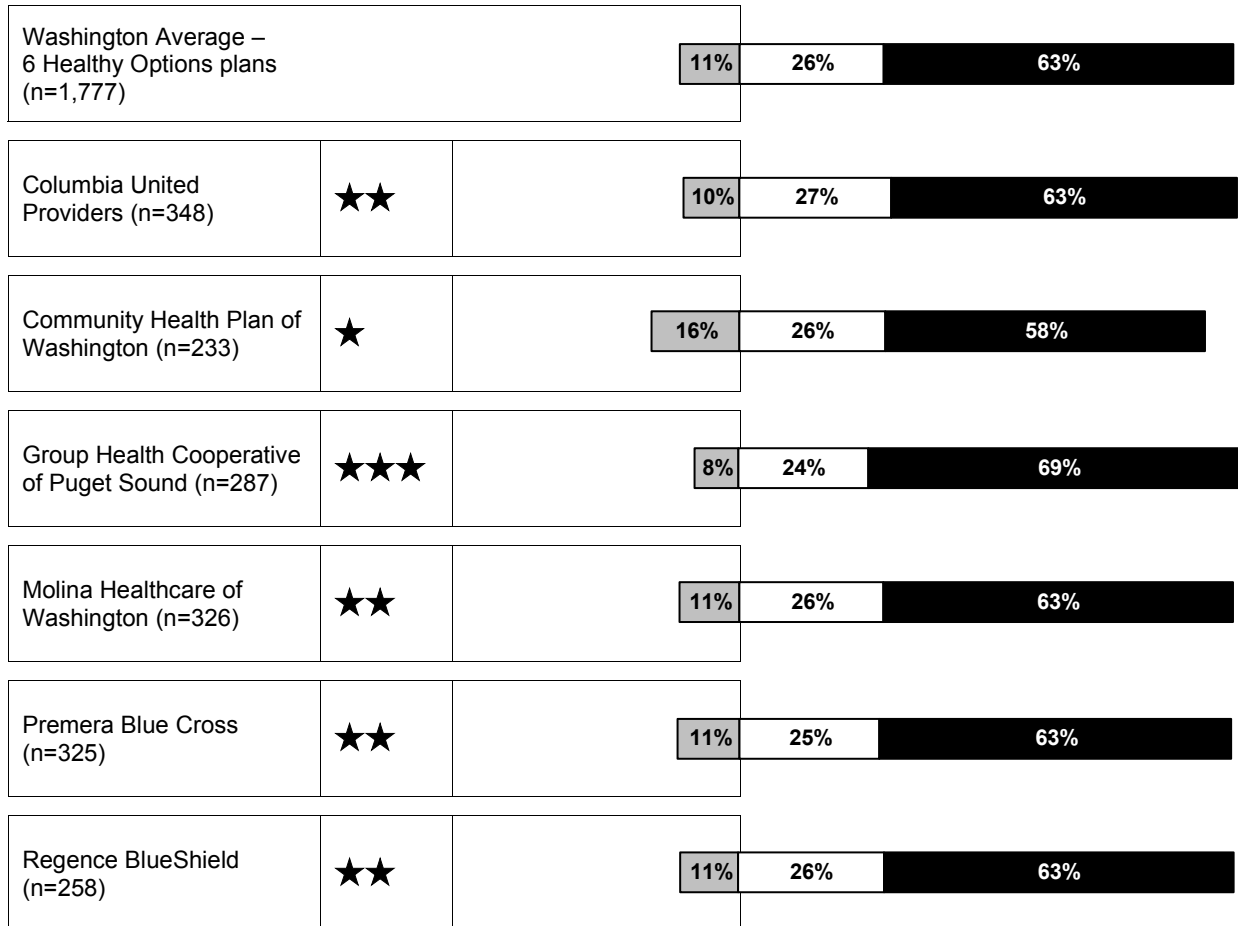 Washington Average –
6 Healthy Options plans
(n=1,777)
11% 26% 63%
Columbia United
Providers (n=348)
★★
10% 27% 63%
Community Health Plan of
Washington (n=233)
★
16% 26% 58%
Group Health Cooperative
of Puget Sound (n=287)
★★★
8% 24% 69%
Molina Healthcare of
Washington (n=326)
★★
11% 26% 63%
Premera Blue Cross
(n=325)
★★
11% 25% 63%
Regence BlueShield
(n=258)
★★
11% 26% 63%